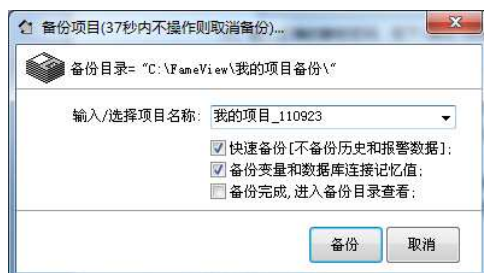 备份项目(37秒内不操作则取消备份)...
备份目录= "C:\FameView\我的项目备份\"
输入/选择项目名称: 我的项目_110923
快速备份[不备份历史和报警数据];
备份变量和数据库连接记忆值;
备份完成,进入备份目录查看;
备份 取消